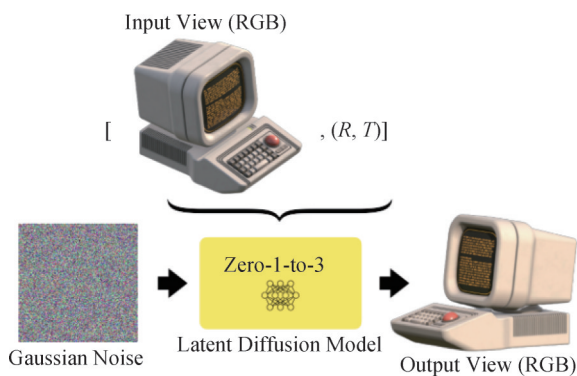 Input View (RGB)
[ , (R, T)]
Zero-1-to-3
Gaussian Noise
Latent Diffusion Model
Output View (RGB)